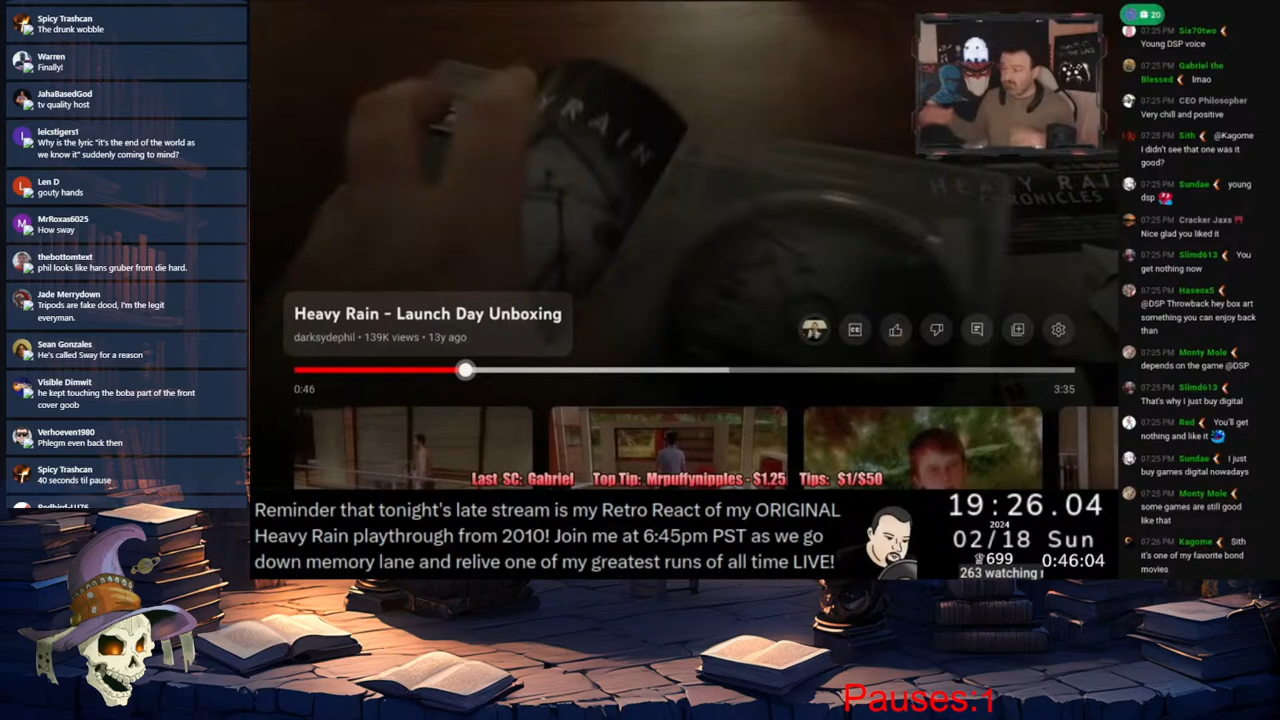 Spicy Trashcan
The drunk wobble
Warren
Finally!
JahaBasedGod
tv quality host
leicstigers1
Why is the lyric "it's the end of the world as
we know it" suddenly coming to mind?
Len D
gouty hands
MrRoxas6025
How sway
thebottomtext
phil looks like hans gruber from die hard.
Jade Merrydown
Tripods are fake dood, I'm the legit
everyman.
Sean Gonzales
He's called Sway for a reason
Visible Dimwit
he kept touching the boba part of the front
cover goob
Verhoeven1980
Phlegm even back then
Spicy Trashcan
40 seconds til pause
HEAVY RAIN
CHRONICLES
Heavy Rain - Launch Day Unboxing
darksydephil • 139K views • 13y ago
CC
0:46
3:35
Last SC: Gabriel Top Tip: Mrpuffynipples - $1.25 Tips: $1/$50
Reminder that tonight's late stream is my Retro React of my ORIGINAL
Heavy Rain playthrough from 2010! Join me at 6:45pm PST as we go
down memory lane and relive one of my greatest runs of all time LIVE!
19:26.04
2024
02/18 Sun
699
0:46:04
263 watching
20
07:25 PM Six70two
Young DSP voice
07:25 PM Gabriel the
Blessed lmao
07:25 PM CEO Philosopher
Very chill and positive
07:25 PM Sith @Kagome
I didn't see that one was it
good?
07:25 PM Sundae young
dsp
07:25 PM Cracker Jaxs
Nice glad you liked it
07:25 PM Slimd613 You
get nothing now
07:25 PM Haseox5
@DSP Throwback hey box art
something you can enjoy back
than
07:25 PM Monty Mole
depends on the game @DSP
07:25 PM Slimd613
That's why I just buy digital
07:25 PM Red You'll get
nothing and like it
07:25 PM Sundae I just
buy games digital nowadays
07:25 PM Monty Mole
some games are still good
like that
07:26 PM Kagome Sith
it's one of my favorite bond
movies
Pauses:1